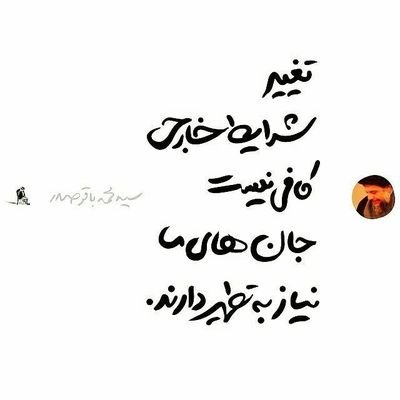 تغییر
شرایط خارجی
کافی نیست
جان های ما
نیاز به تطهیر دارند.
سید محمد باقر صدر